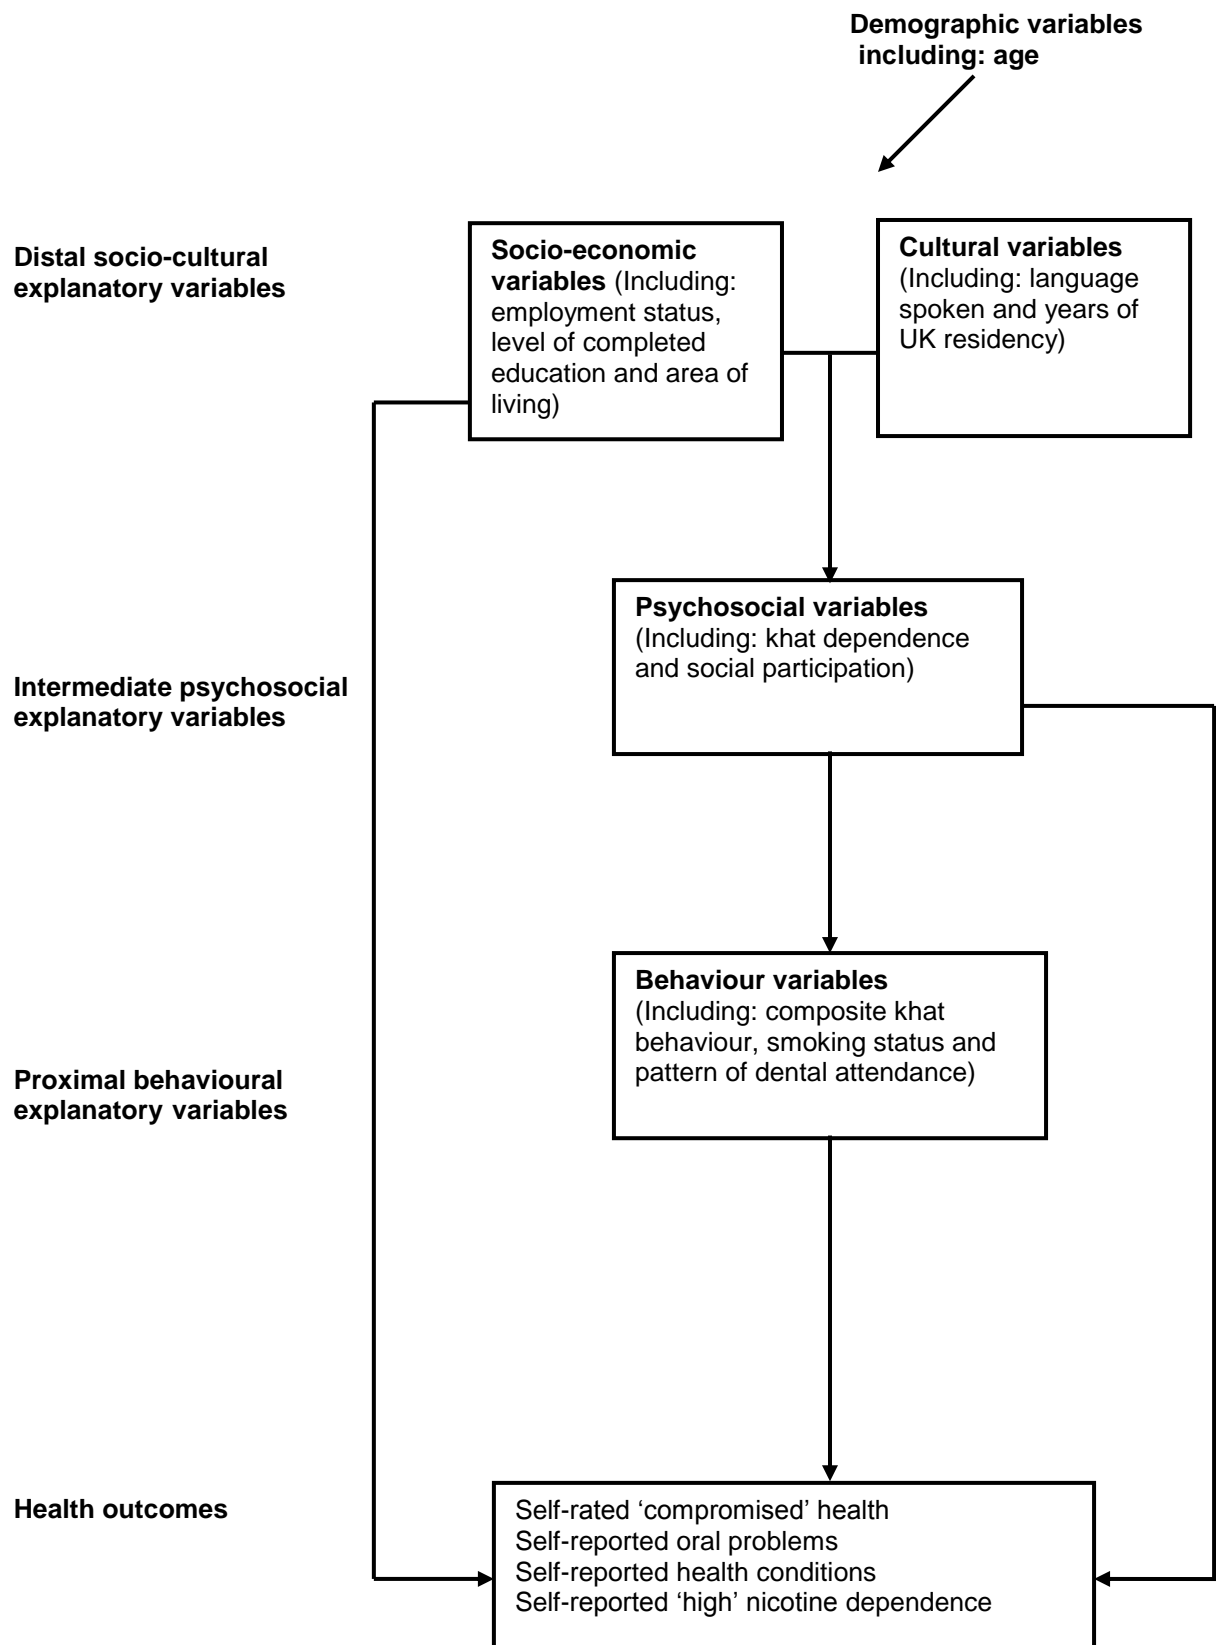 Demographic variables
including: age
Distal socio-cultural
explanatory variables
Socio-economic
variables (Including:
employment status,
level of completed
education and area of
living)
Cultural variables
(Including: language
spoken and years of
UK residency)
Intermediate psychosocial
explanatory variables
Psychosocial variables
(Including: khat dependence
and social participation)
Proximal behavioural
explanatory variables
Behaviour variables
(Including: composite khat
behaviour, smoking status and
pattern of dental attendance)
Health outcomes
Self-rated ‘compromised’ health
Self-reported oral problems
Self-reported health conditions
Self-reported ‘high’ nicotine dependence